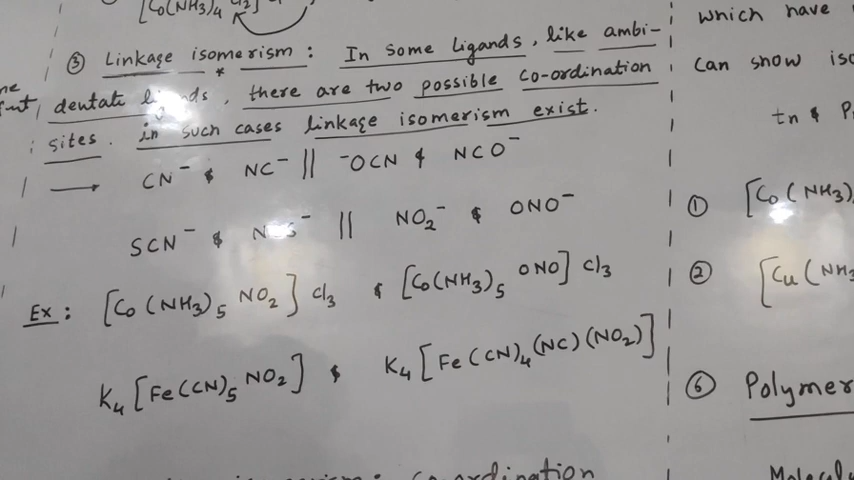 [Co(NH3)4
③ Linkage isomerism : In some ligands, like ambi-
dentate ligands, there are two possible co-ordination
sites. in such cases linkage isomerism exist.
→ CN⁻ & NC⁻ || ⁻OCN & NCO⁻
SCN⁻ & NCS⁻ || NO2⁻ & ONO⁻
Ex : [Co(NH3)5 NO2] Cl3 & [Co(NH3)5 ONO] Cl3
K4[Fe(CN)5 NO2] & K4[Fe(CN)4(NC)(NO2)]
co-ordination
which have
can show iso
tn &
① [Co(NH3)
② [Cu(NH3
⑥ Polymer